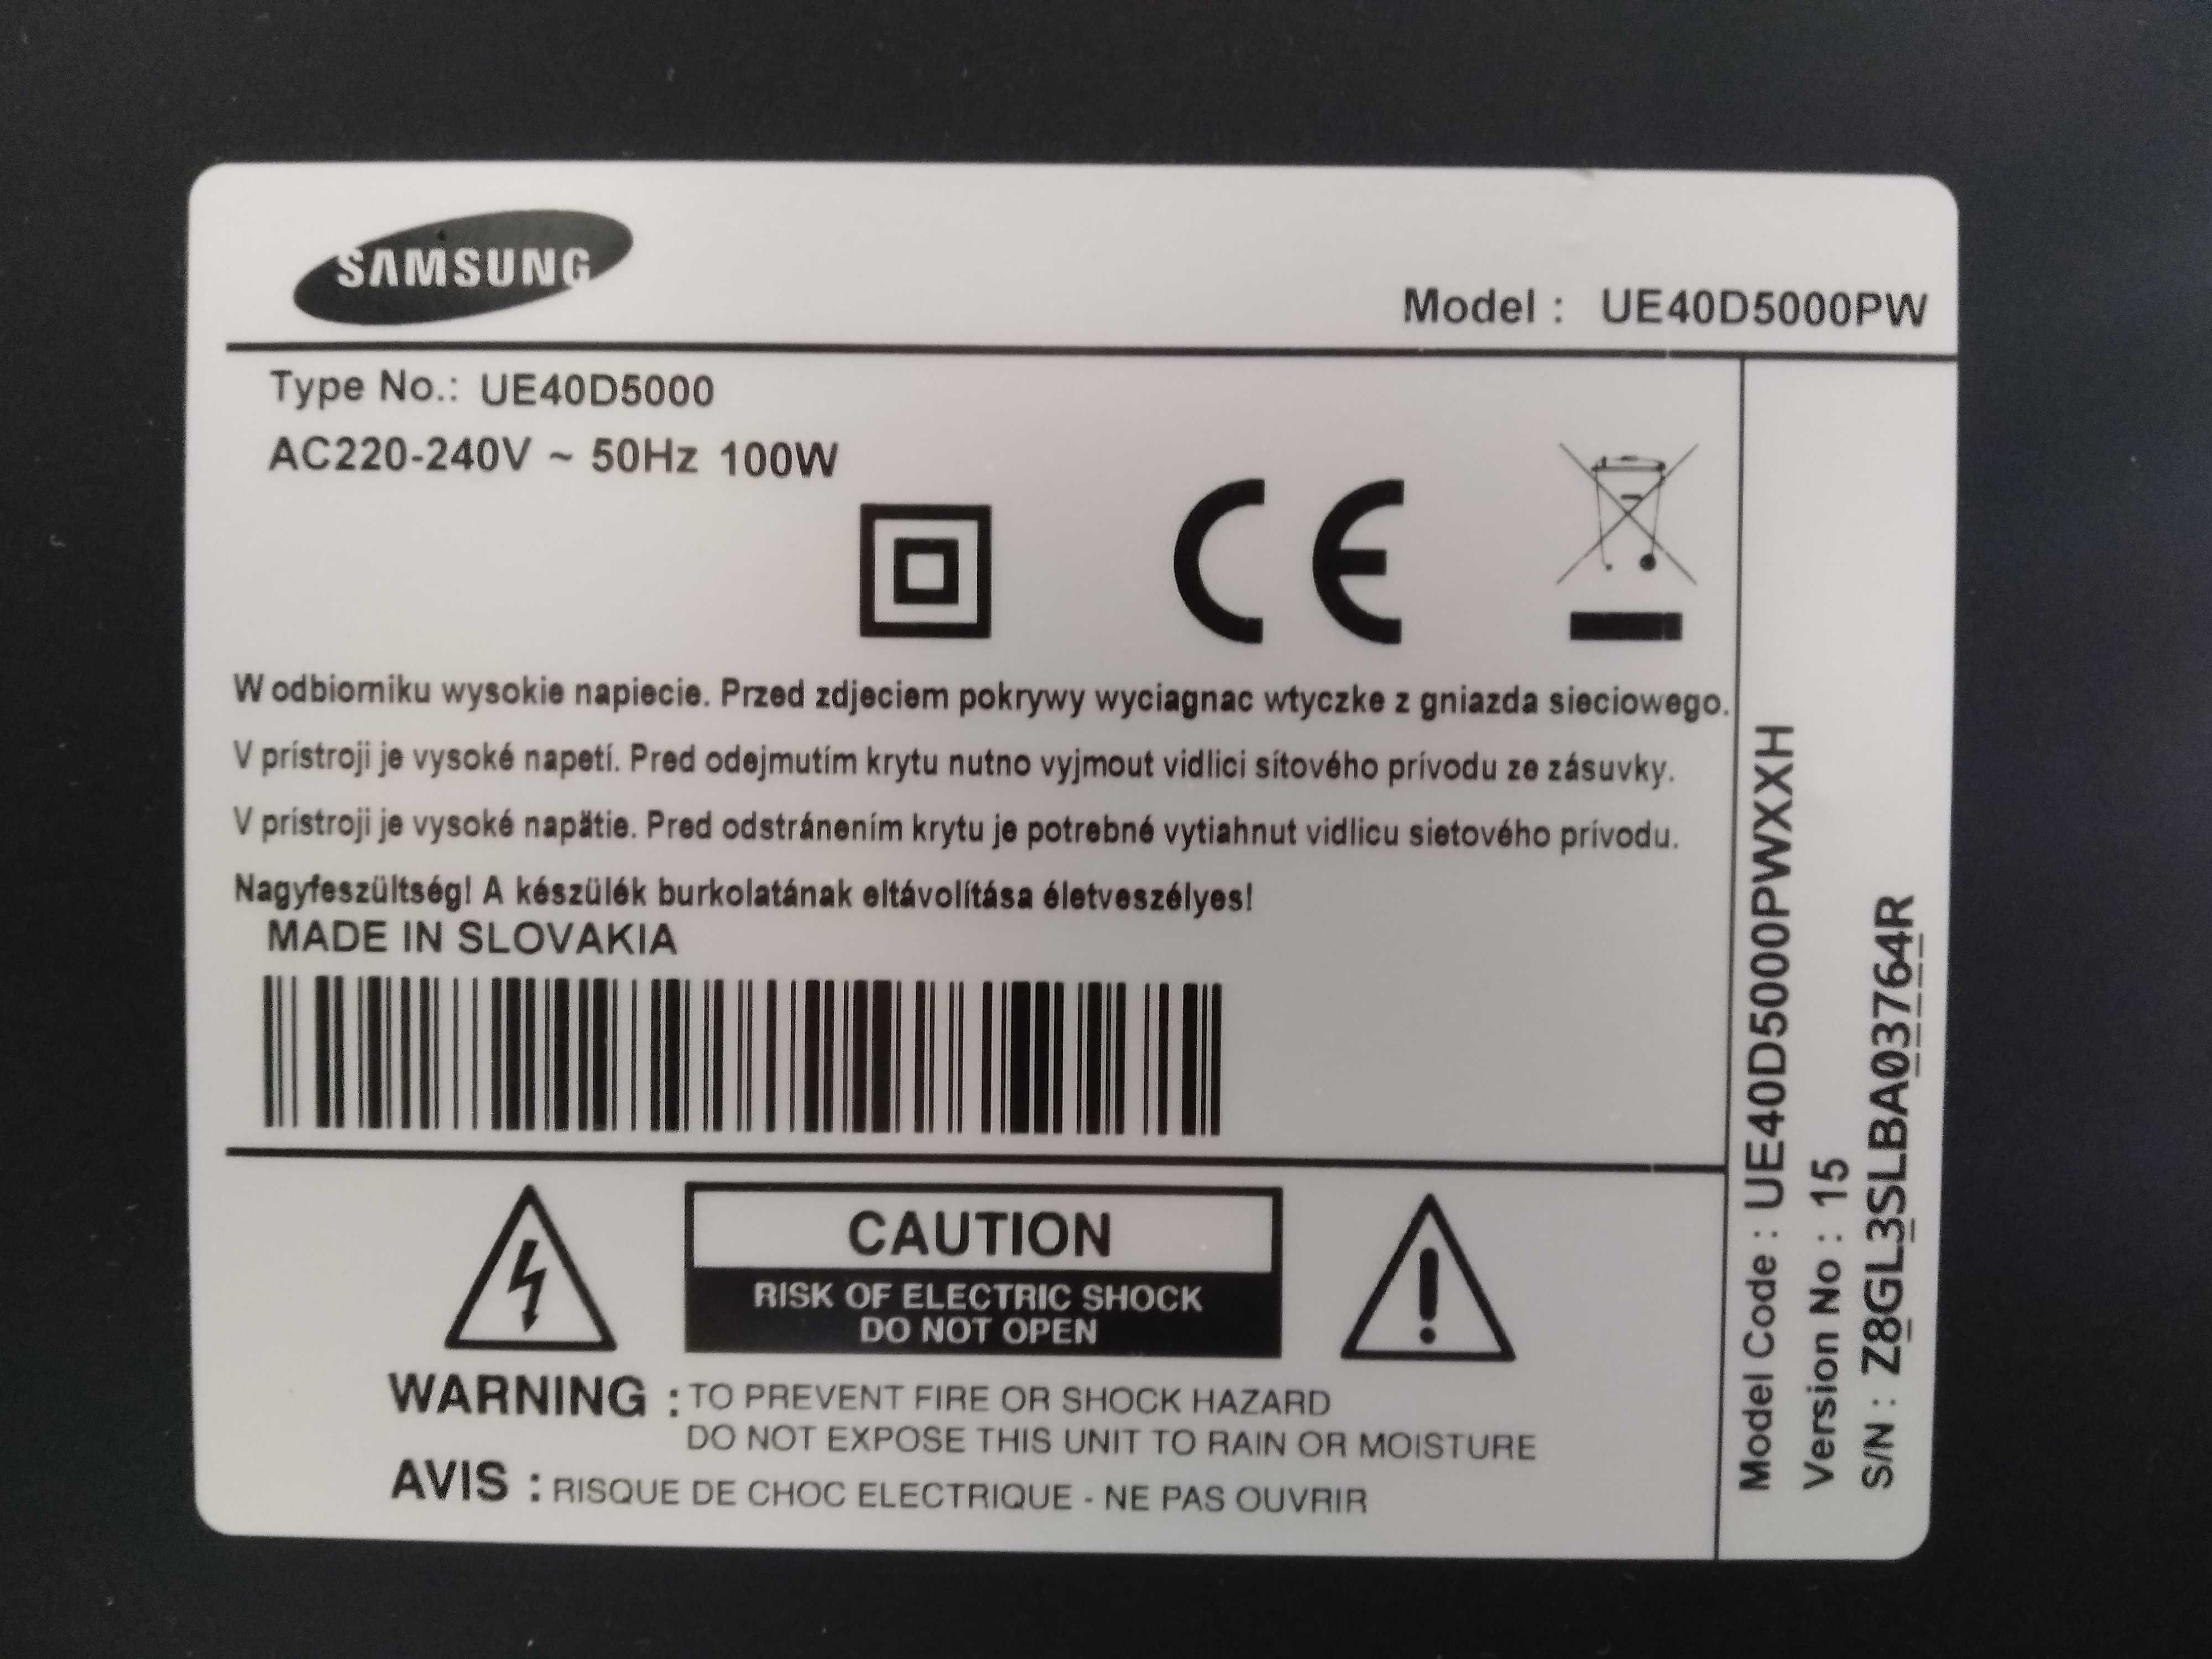 SAMSUNG
Model : UE40D5000PW
Type No.: UE40D5000
AC220-240V ~ 50Hz 100W
CE
W odbiorniku wysokie napiecie. Przed zdjeciem pokrywy wyciagnac wtyczke z gniazda sieciowego.
V prístroji je vysoké napetí. Pred odejmutím krytu nutno vyjmout vidlici sítového prívodu ze zásuvky.
V prístroji je vysoké napätie. Pred odstránením krytu je potrebné vytiahnut vidlicu sietového prívodu.
Nagyfeszültség! A készülék burkolatának eltávolítása életveszélyes!
MADE IN SLOVAKIA
CAUTION
RISK OF ELECTRIC SHOCK
DO NOT OPEN
WARNING : TO PREVENT FIRE OR SHOCK HAZARD
DO NOT EXPOSE THIS UNIT TO RAIN OR MOISTURE
AVIS : RISQUE DE CHOC ELECTRIQUE - NE PAS OUVRIR
Model Code : UE40D5000PWXXH
Version No : 15
S/N : Z8GL3SLBA03764R